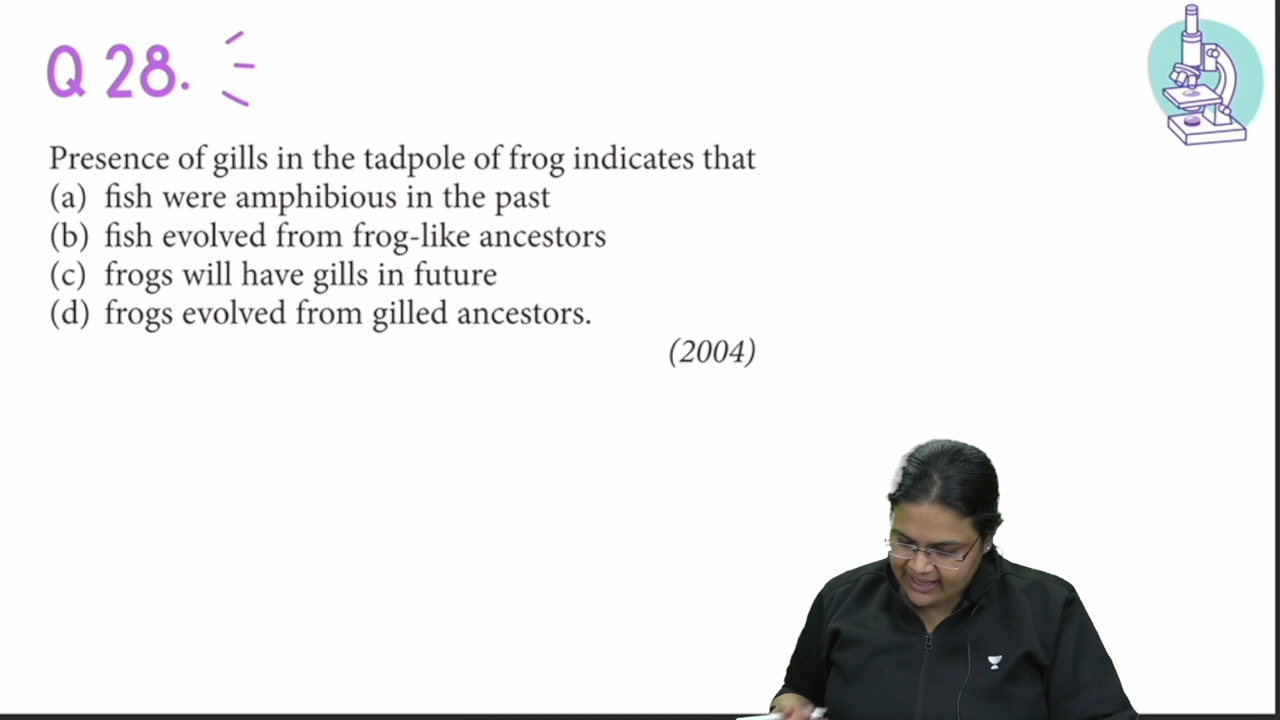 Q 28.
Presence of gills in the tadpole of frog indicates that
(a) fish were amphibious in the past
(b) fish evolved from frog-like ancestors
(c) frogs will have gills in future
(d) frogs evolved from gilled ancestors.
(2004)